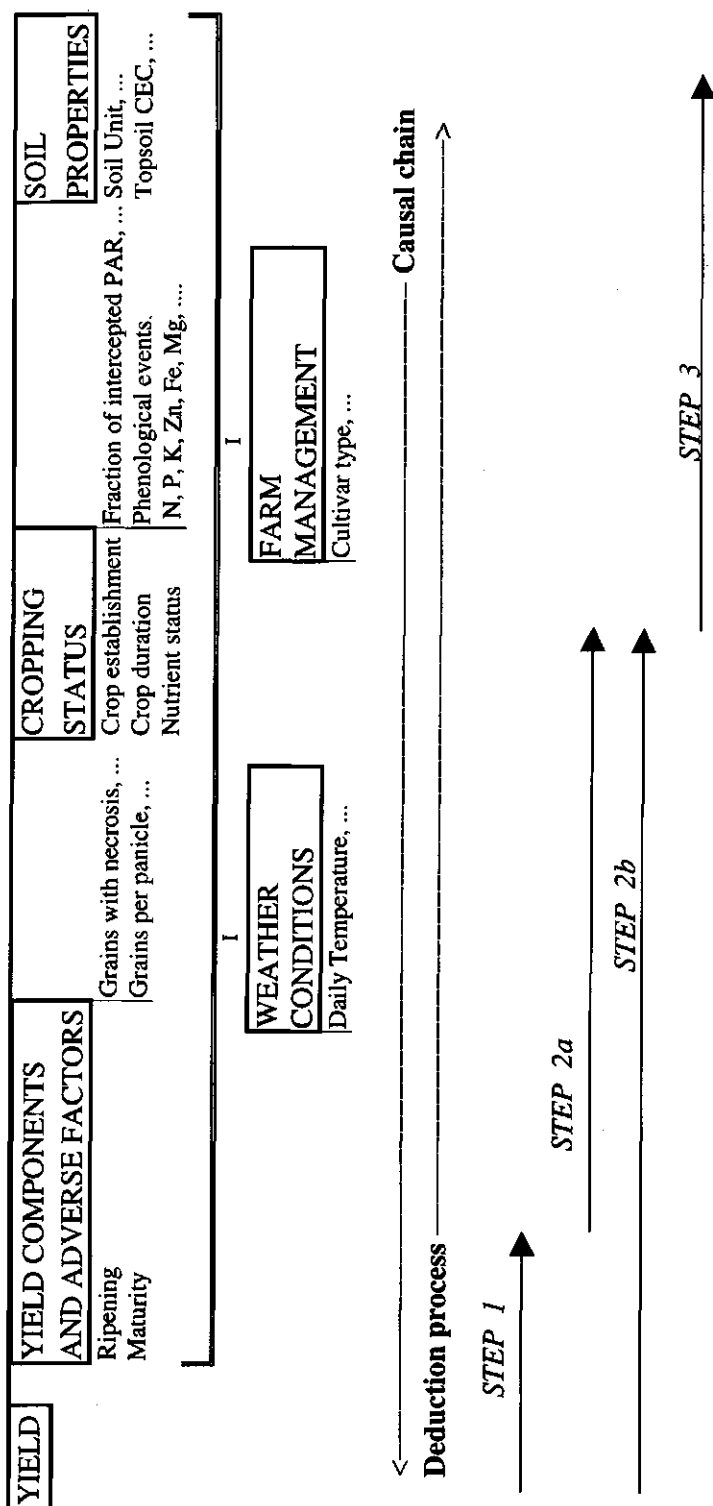 YIELD
YIELD COMPONENTS
AND ADVERSE FACTORS
Ripening
Maturity
Grains with necrosis, ...
Grains per panicle, ...
CROPPING
STATUS
Crop establishment
Crop duration
Nutrient status
Fraction of intercepted PAR, ...
Phenological events.
N, P, K, Zn, Fe, Mg, ....
SOIL
PROPERTIES
Soil Unit, ...
Topsoil CEC, ...
I
I
WEATHER
CONDITIONS
Daily Temperature, ...
FARM
MANAGEMENT
Cultivar type, ...
Causal chain
Deduction process
STEP 1
STEP 2a
STEP 2b
STEP 3